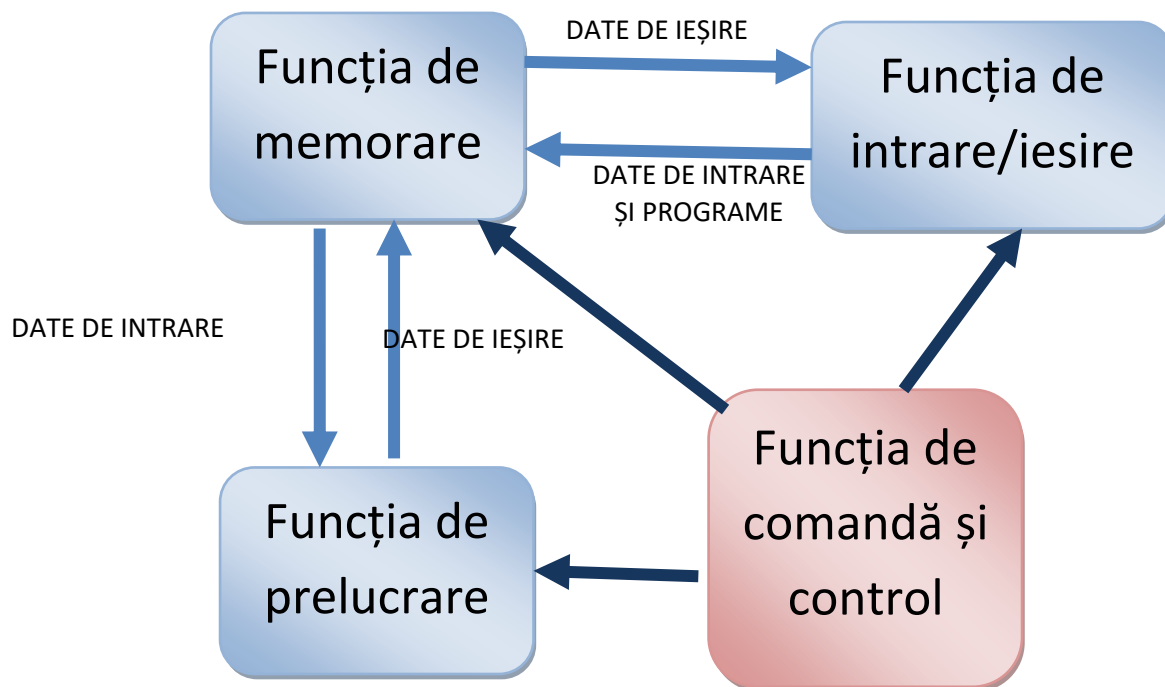 DATE DE IEȘIRE
Funcția de
memorare
Funcția de
intrare/iesire
DATE DE INTRARE
ȘI PROGRAME
DATE DE INTRARE
DATE DE IEȘIRE
Funcția de
prelucrare
Funcția de
comandă și
control